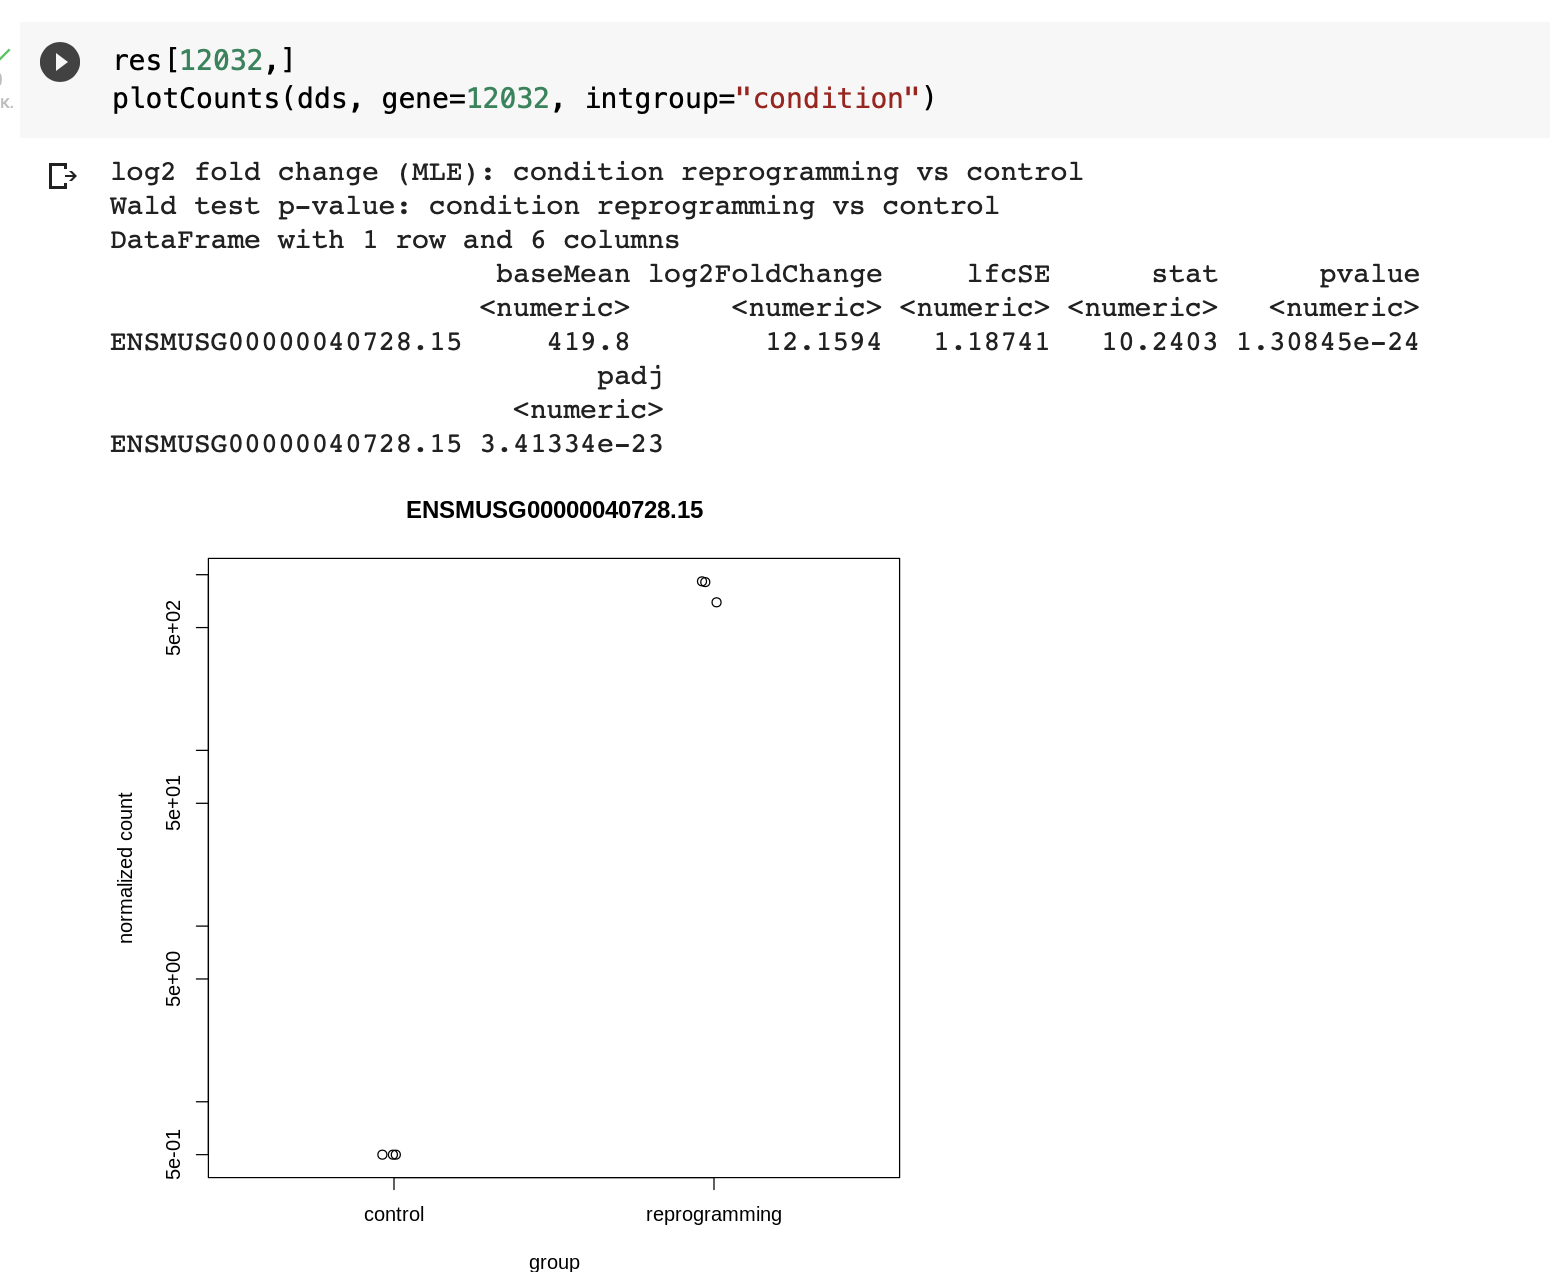 res[12032,]
plotCounts(dds, gene=12032, intgroup="condition")
к.
log2 fold change (MLE): condition reprogramming vs control
Wald test p-value: condition reprogramming vs control
DataFrame with 1 row and 6 columns
baseMean log2FoldChange lfcSE stat pvalue
<numeric> <numeric> <numeric> <numeric> <numeric>
ENSMUSG00000040728.15 419.8 12.1594 1.18741 10.2403 1.30845e-24
padj
<numeric>
ENSMUSG00000040728.15 3.41334e-23
ENSMUSG00000040728.15
5e+02
5e+01
5e+00
5e-01
normalized count
control reprogramming
group